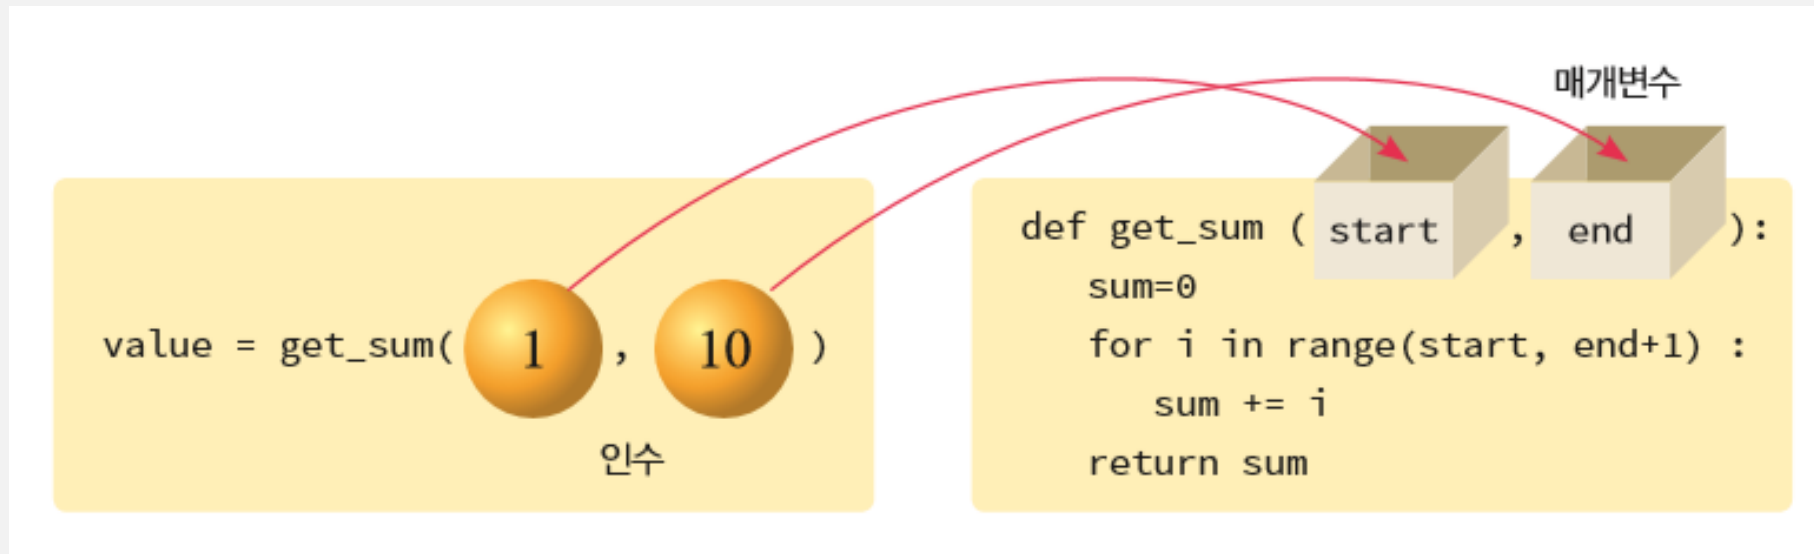 매개변수
value = get_sum( 1 , 10 )
인수
def get_sum ( start , end ):
sum=0
for i in range(start, end+1) :
sum += i
return sum